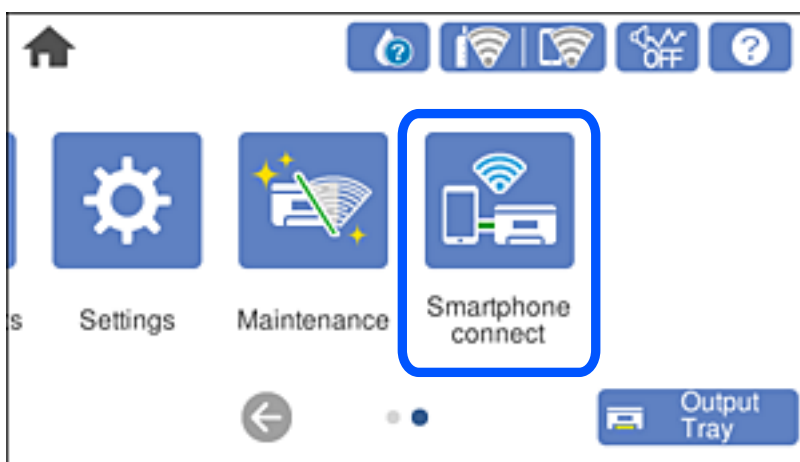 ?
OFF
?
s
Settings
Maintenance
Smartphone
connect
Output
Tray